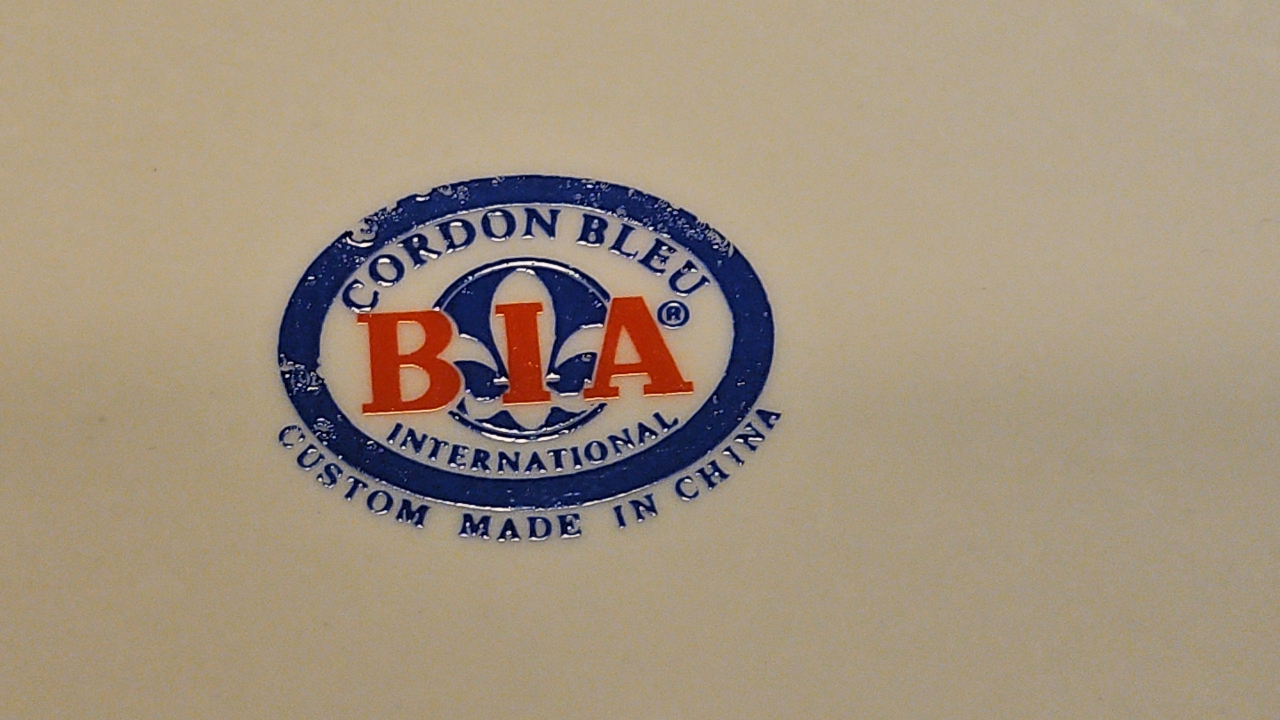 CORDON BLEU
BIA®
INTERNATIONAL
CUSTOM MADE IN CHINA